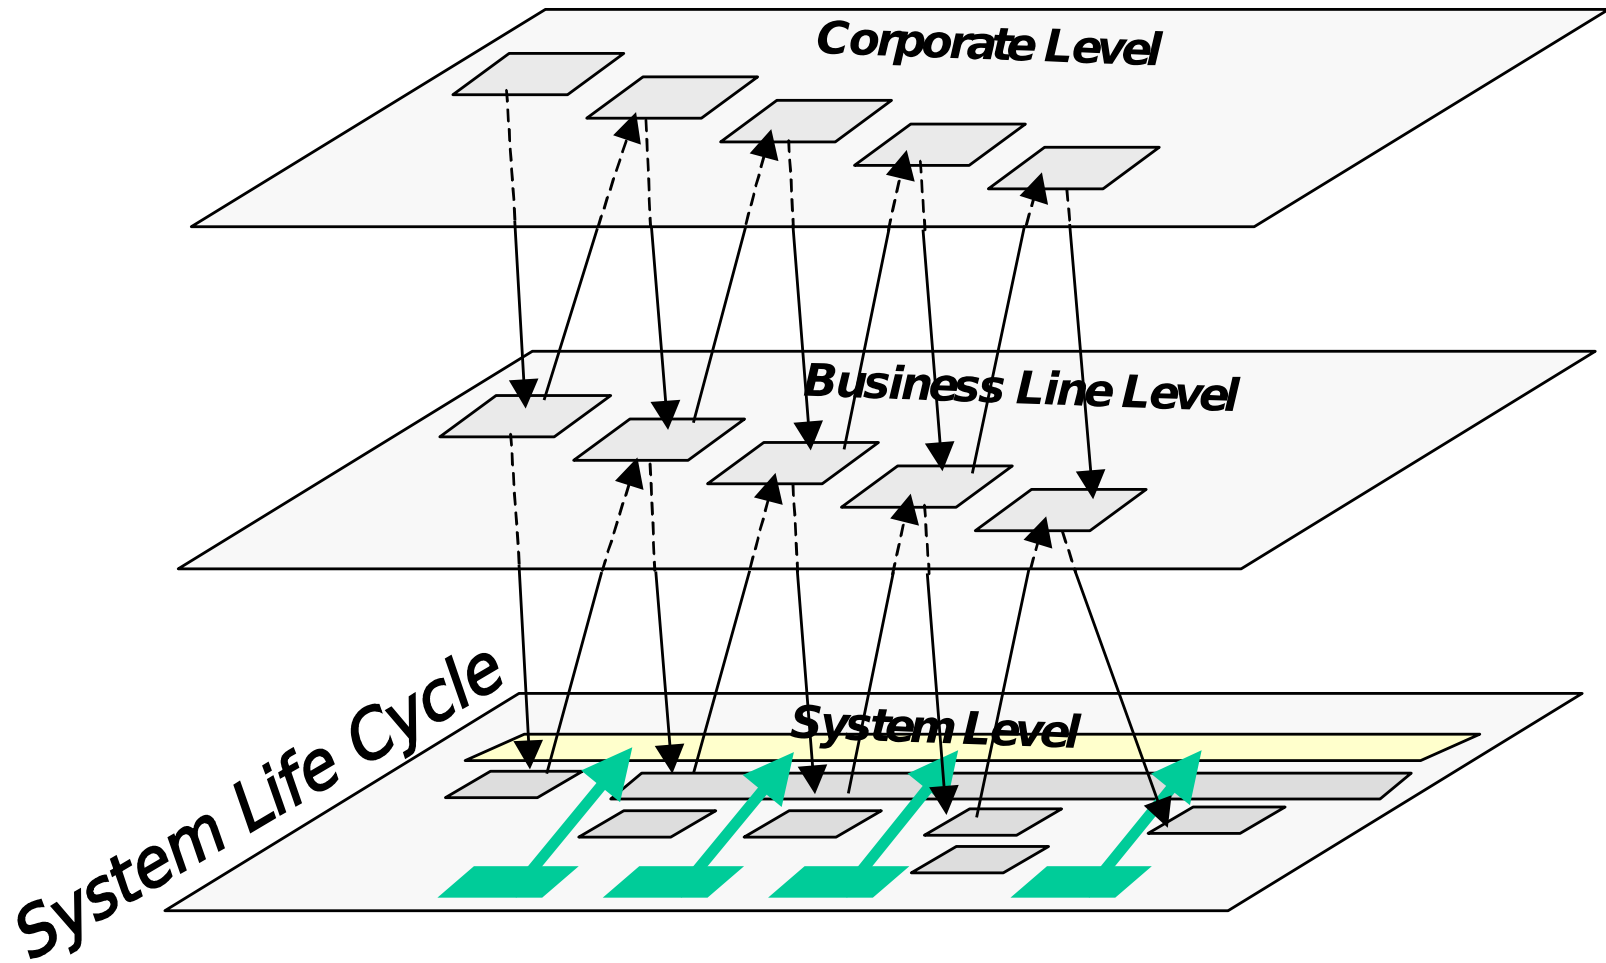 Corporate Level
Business Line Level
System Level
System Life Cycle